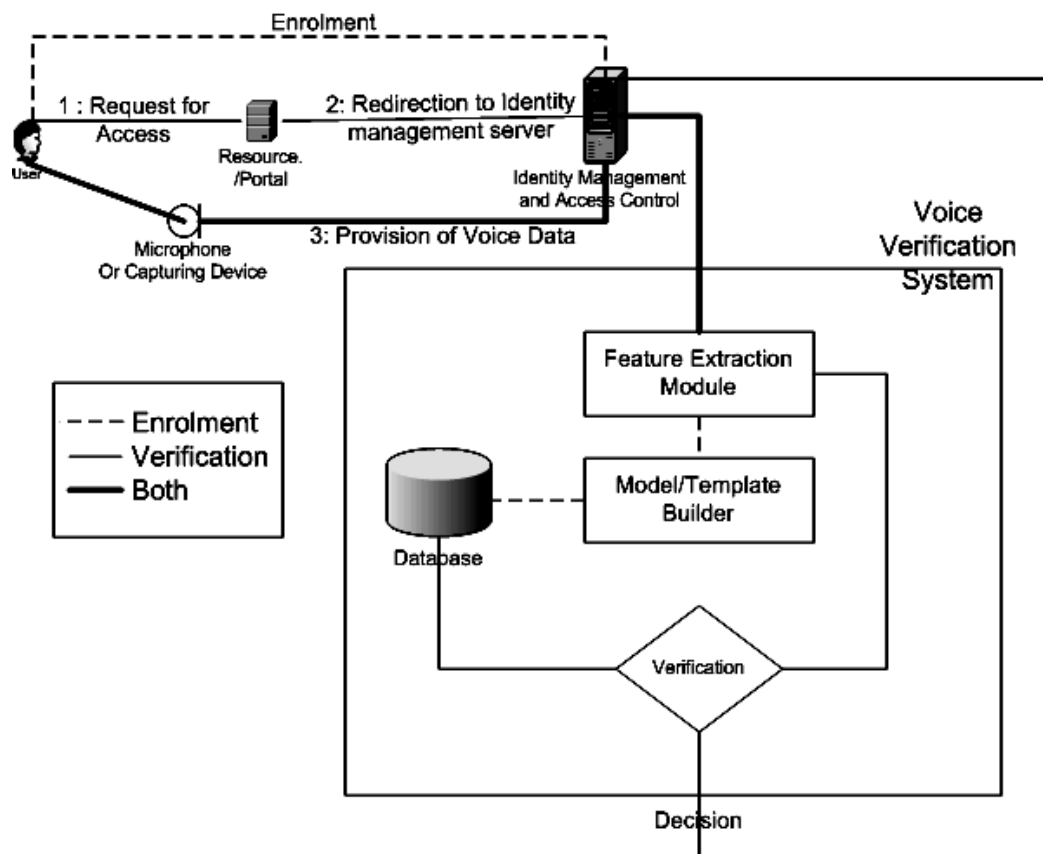 Enrolment
1 : Request for
Access
2: Redirection to Identity
management server
User
Resource.
/Portal
Identity Management
and Access Control
3: Provision of Voice Data
Microphone
Or Capturing Device
Voice
Verification
System
Feature Extraction
Module
Enrolment
Verification
Both
Model/Template
Builder
Database
Verification
Decision